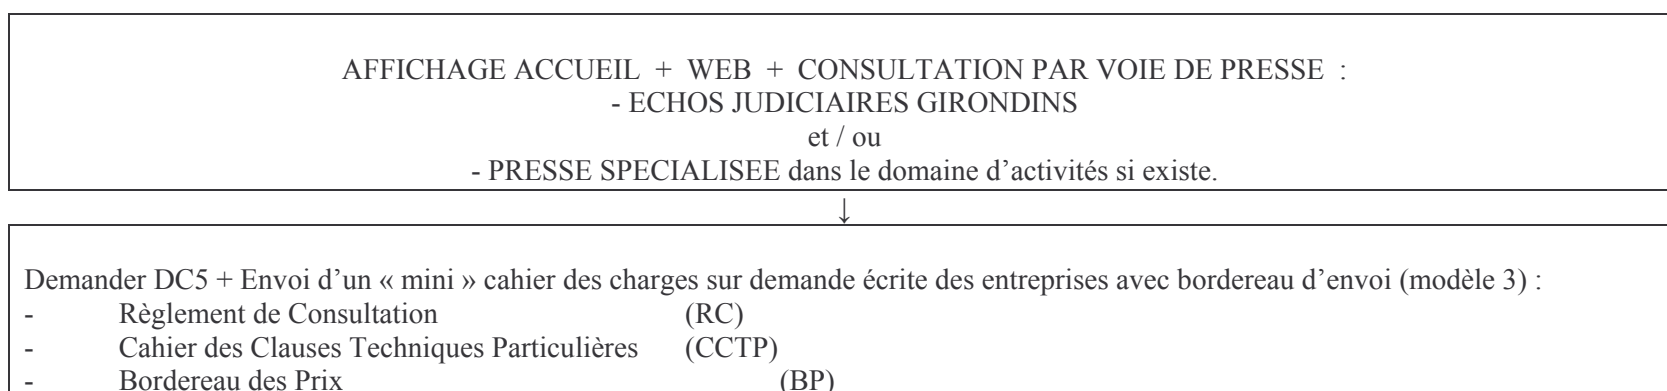 AFFICHAGE ACCUEIL + WEB + CONSULTATION PAR VOIE DE PRESSE :
- ECHOS JUDICIAIRES GIRONDINS
et / ou
- PRESSE SPECIALISEE dans le domaine d’activités si existe.
↓
Demander DC5 + Envoi d’un « mini » cahier des charges sur demande écrite des entreprises avec bordereau d’envoi (modèle 3) :
- Règlement de Consultation (RC)
- Cahier des Clauses Techniques Particulières (CCTP)
- Bordereau des Prix (BP)